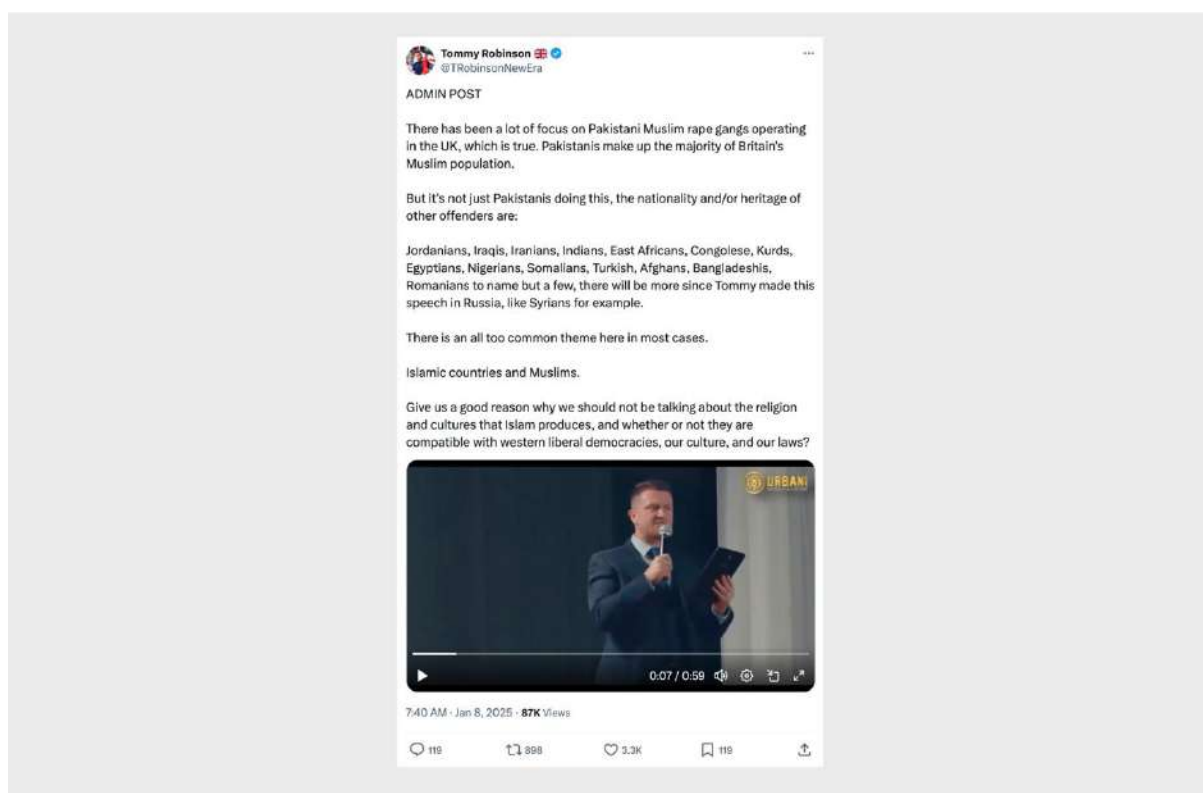 Tommy Robinson
@TRobinsonNewEra
ADMIN POST
There has been a lot of focus on Pakistani Muslim rape gangs operating
in the UK, which is true. Pakistanis make up the majority of Britain's
Muslim population.
But it's not just Pakistanis doing this, the nationality and/or heritage of
other offenders are:
Jordanians, Iraqis, Iranians, Indians, East Africans, Congolese, Kurds,
Egyptians, Nigerians, Somalians, Turkish, Afghans, Bangladeshis,
Romanians to name but a few, there will be more since Tommy made this
speech in Russia, like Syrians for example.
There is an all too common theme here in most cases.
Islamic countries and Muslims.
Give us a good reason why we should not be talking about the religion
and cultures that Islam produces, and whether or not they are
compatible with western liberal democracies, our culture, and our laws?
URBAN
0:07 / 0:59
7:40 AM · Jan 8, 2025 · 87K Views
119 898 3.3K 119